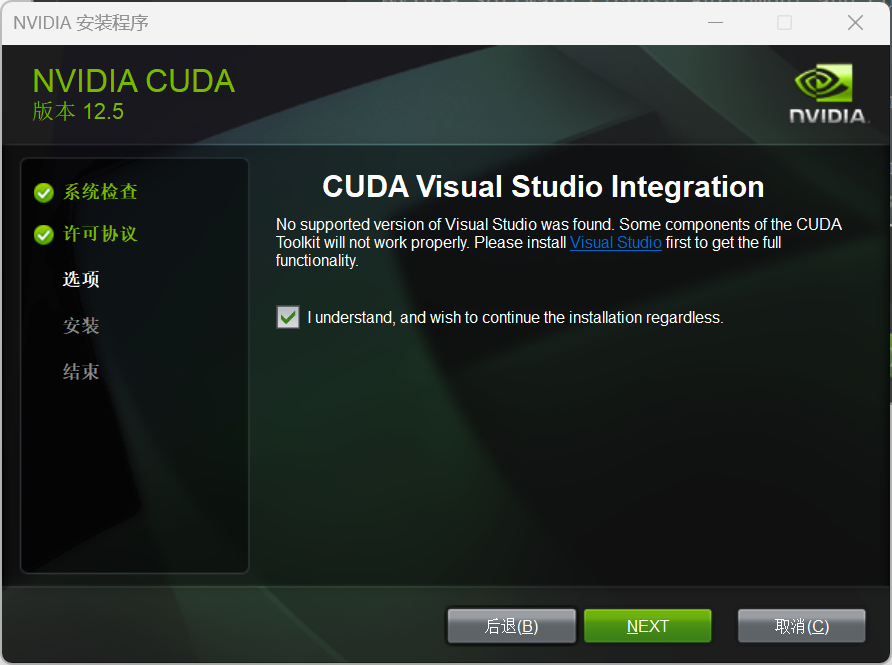 NVIDIA 安装程序
NVIDIA CUDA
版本 12.5
NVIDIA.
系统检查
许可协议
选项
安装
结束
CUDA Visual Studio Integration
No supported version of Visual Studio was found. Some components of the CUDA
Toolkit will not work properly. Please install Visual Studio first to get the full
functionality.
I understand, and wish to continue the installation regardless.
后退(B)
NEXT
取消(C)